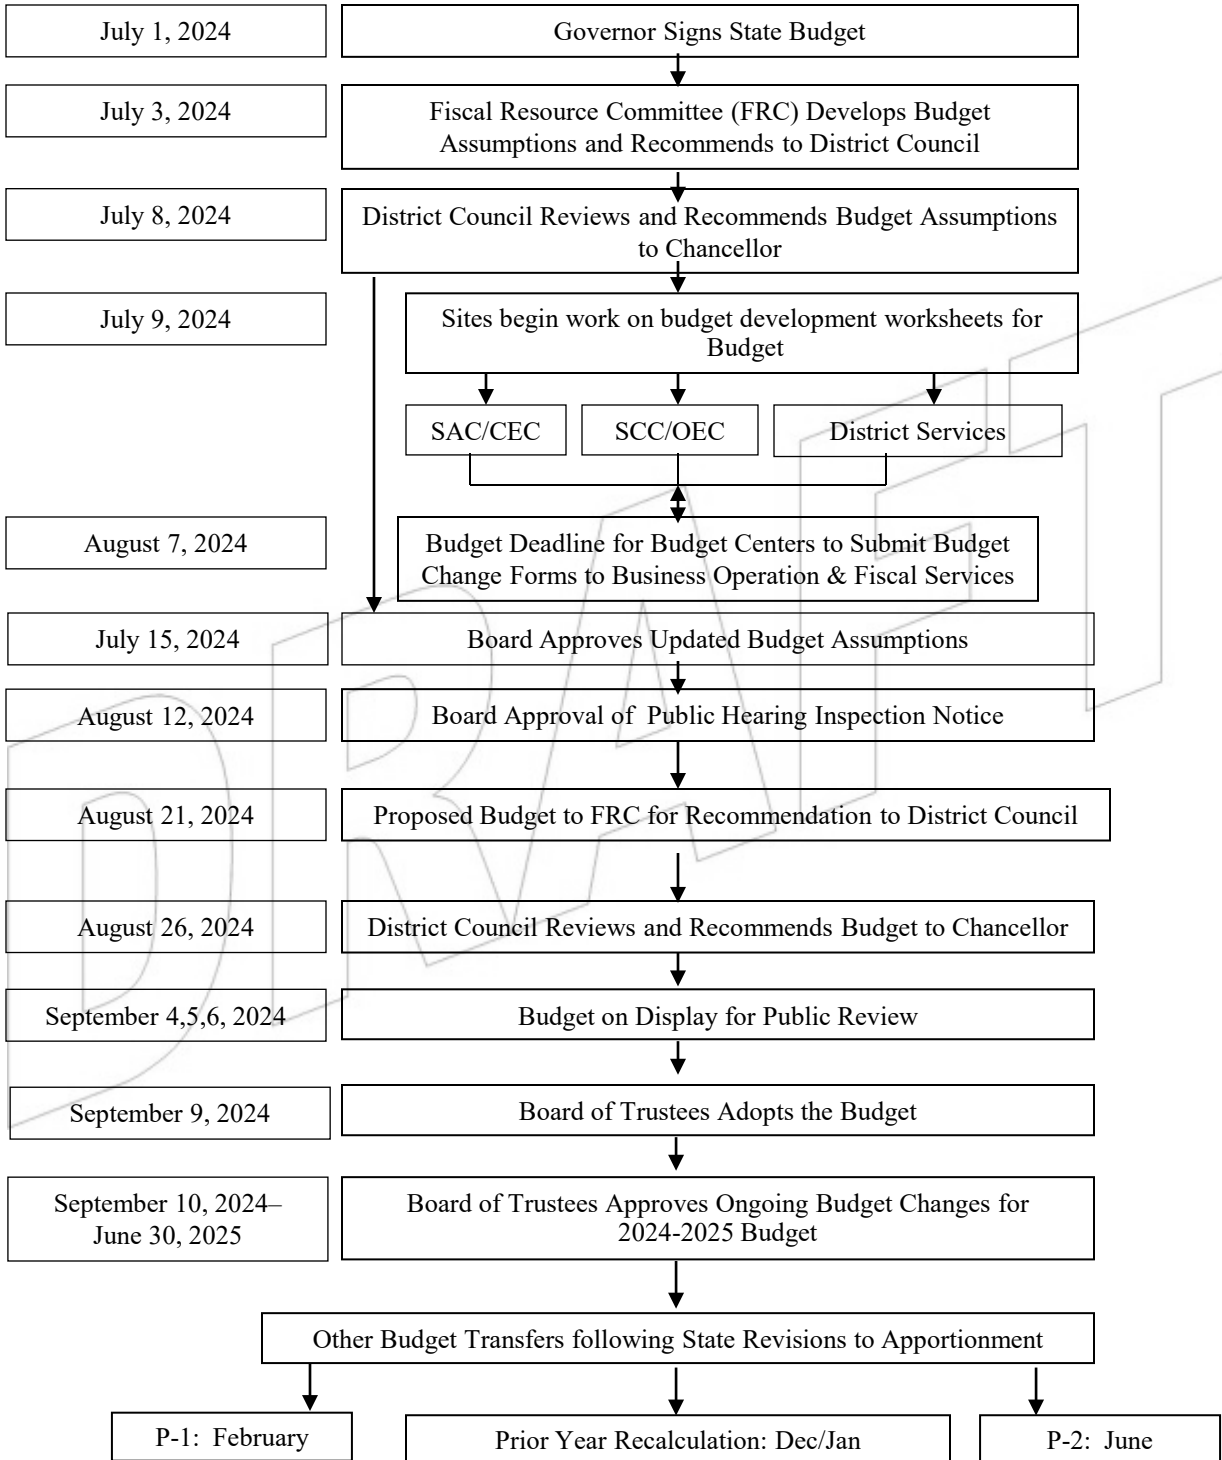 July 1, 2024
Governor Signs State Budget
July 3, 2024
Fiscal Resource Committee (FRC) Develops Budget
Assumptions and Recommends to District Council
July 8, 2024
District Council Reviews and Recommends Budget Assumptions
to Chancellor
July 9, 2024
Sites begin work on budget development worksheets for
Budget
SAC/CEC
SCC/OEC
District Services
August 7, 2024
Budget Deadline for Budget Centers to Submit Budget
Change Forms to Business Operation & Fiscal Services
July 15, 2024
Board Approves Updated Budget Assumptions
August 12, 2024
Board Approval of Public Hearing Inspection Notice
August 21, 2024
Proposed Budget to FRC for Recommendation to District Council
August 26, 2024
District Council Reviews and Recommends Budget to Chancellor
September 4,5,6, 2024
Budget on Display for Public Review
September 9, 2024
Board of Trustees Adopts the Budget
September 10, 2024–
June 30, 2025
Board of Trustees Approves Ongoing Budget Changes for
2024-2025 Budget
Other Budget Transfers following State Revisions to Apportionment
P-1: February
Prior Year Recalculation: Dec/Jan
P-2: June
DRAFT